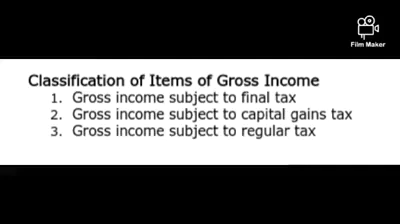 Film Maker
Classification of Items of Gross Income
1. Gross income subject to final tax
2. Gross income subject to capital gains tax
3. Gross income subject to regular tax